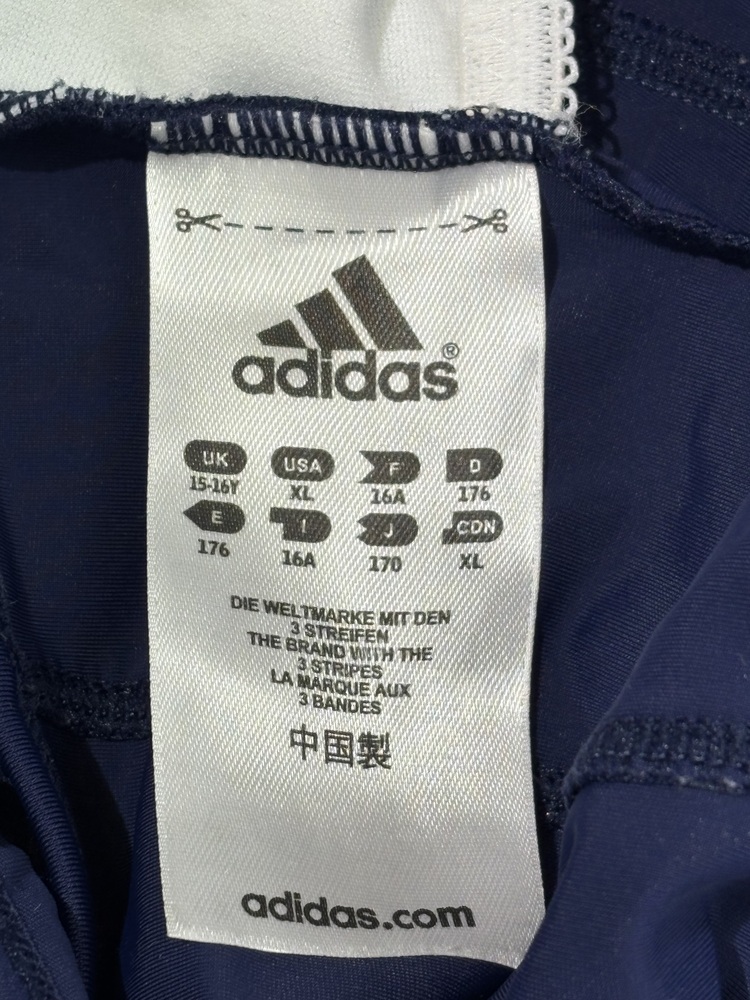 adidas®
UK USA F D
15-16Y XL 16A 176
E I J CDN
176 16A 170 XL
DIE WELTMARKE MIT DEN
3 STREIFEN
THE BRAND WITH THE
3 STRIPES
LA MARQUE AUX
3 BANDES
中国製
adidas.com